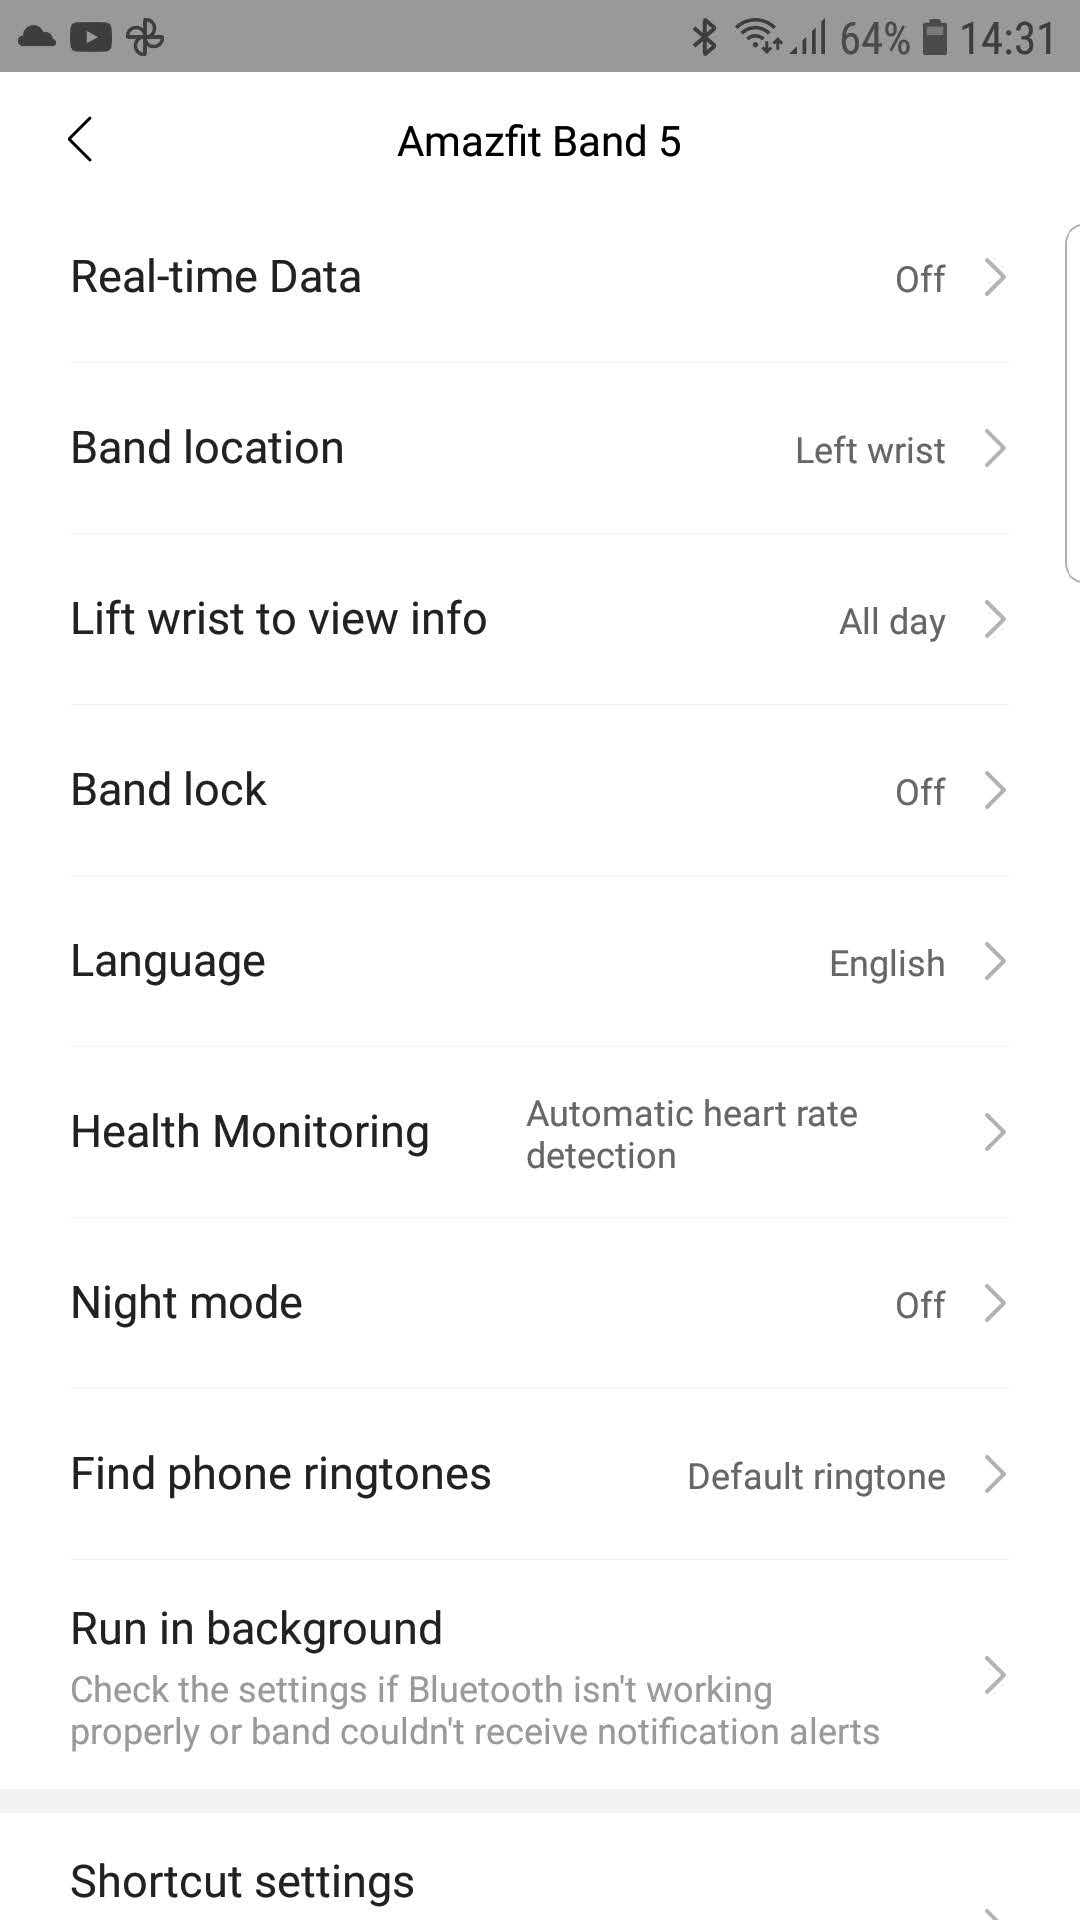 64% 14:31
Amazfit Band 5
Real-time Data Off
Band location Left wrist
Lift wrist to view info All day
Band lock Off
Language English
Health Monitoring Automatic heart rate
detection
Night mode Off
Find phone ringtones Default ringtone
Run in background
Check the settings if Bluetooth isn't working
properly or band couldn't receive notification alerts
Shortcut settings